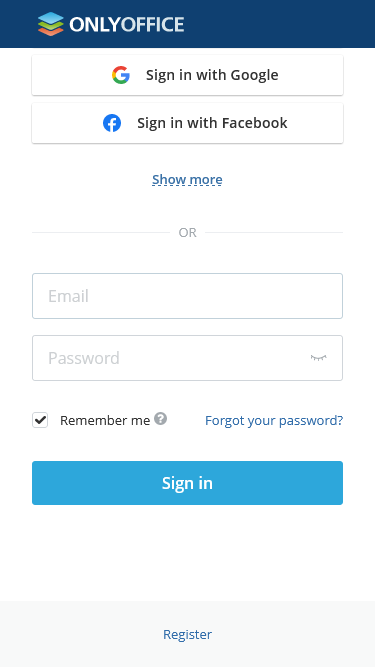 ONLYOFFICE
Sign in with Google
Sign in with Facebook
Show more
OR
Email
Password
Remember me ?
Forgot your password?
Sign in
Register